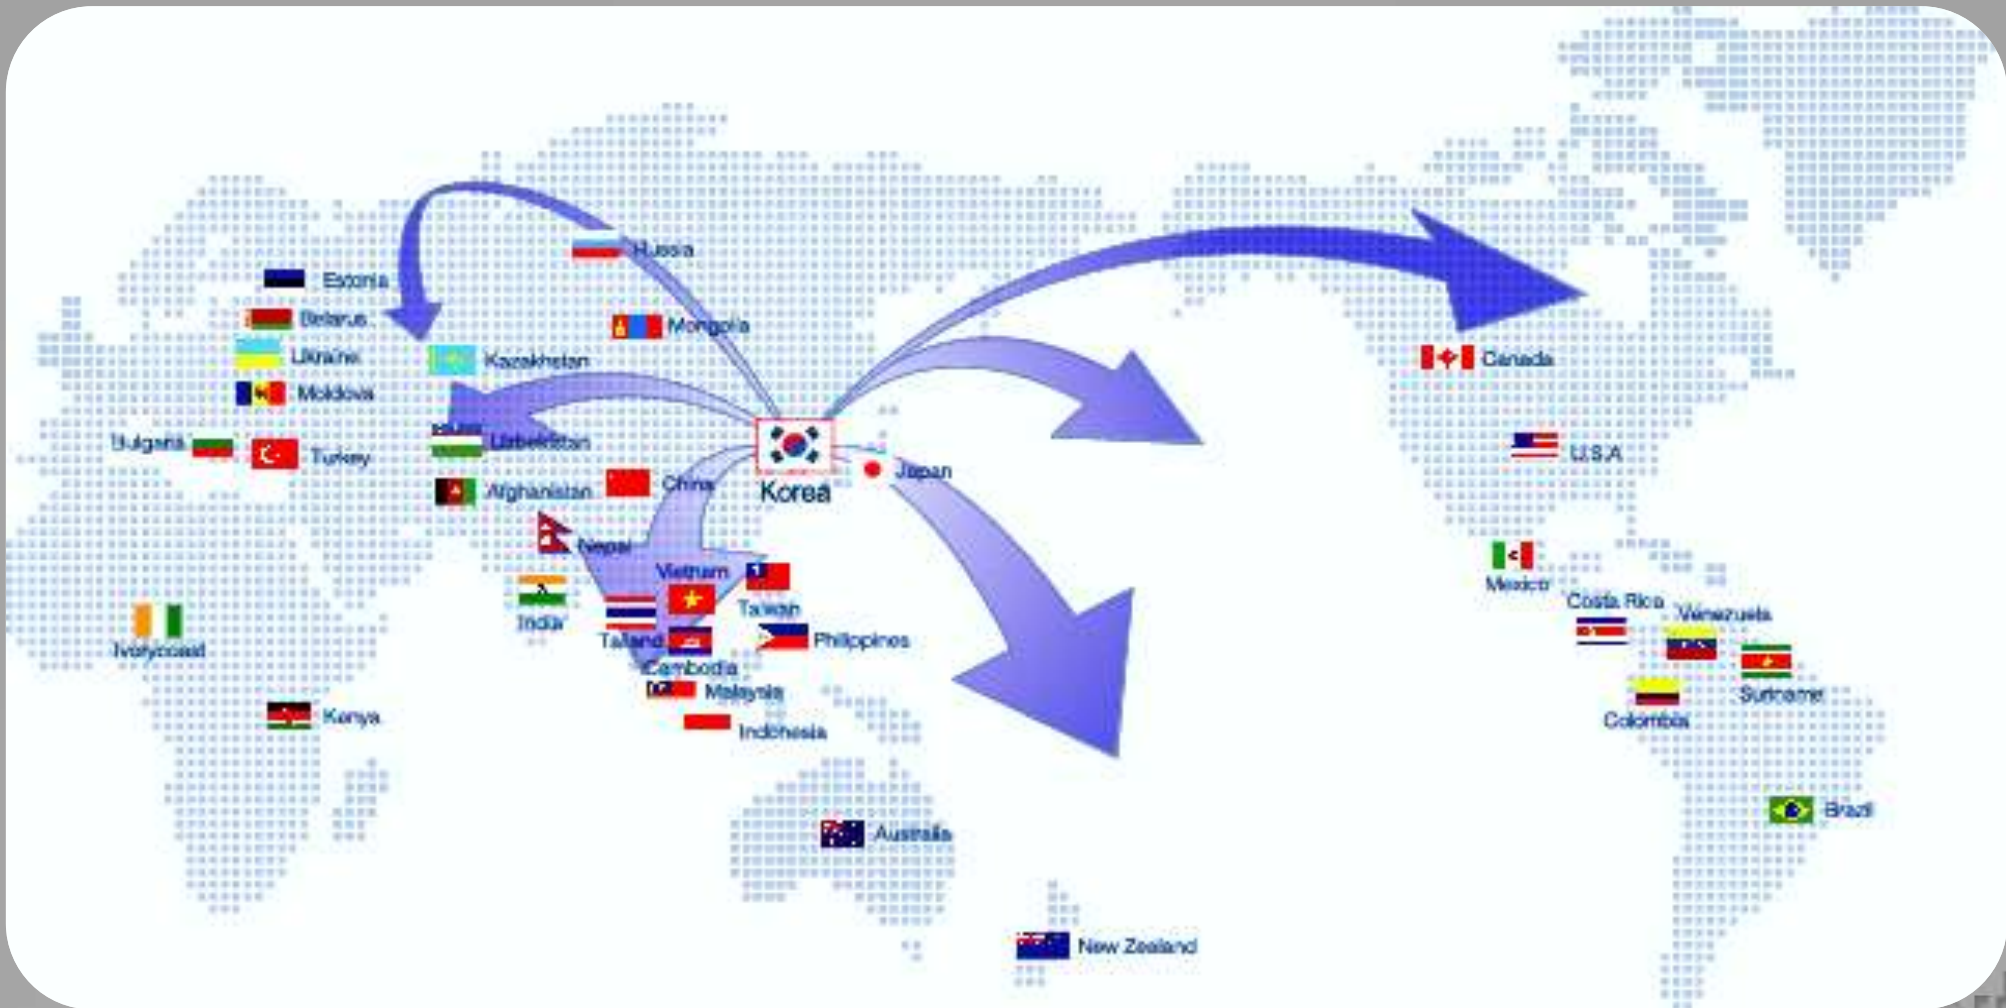 Russia
Estonia
Belarus
Mongolia
Ukraine
Kazakhstan
Canada
Moldova
Bulgaria
Turkey
Uzbekistan
U.S.A
Japan
Afghanistan
China
Korea
Nepal
Vietnam
Mexico
Costa Rica
Venezuela
Taiwan
India
Tailand
Philippines
Ivorycoast
Cambodia
Malaysia
Suriname
Kenya
Colombia
Indonesia
Brazil
Australia
New Zealand